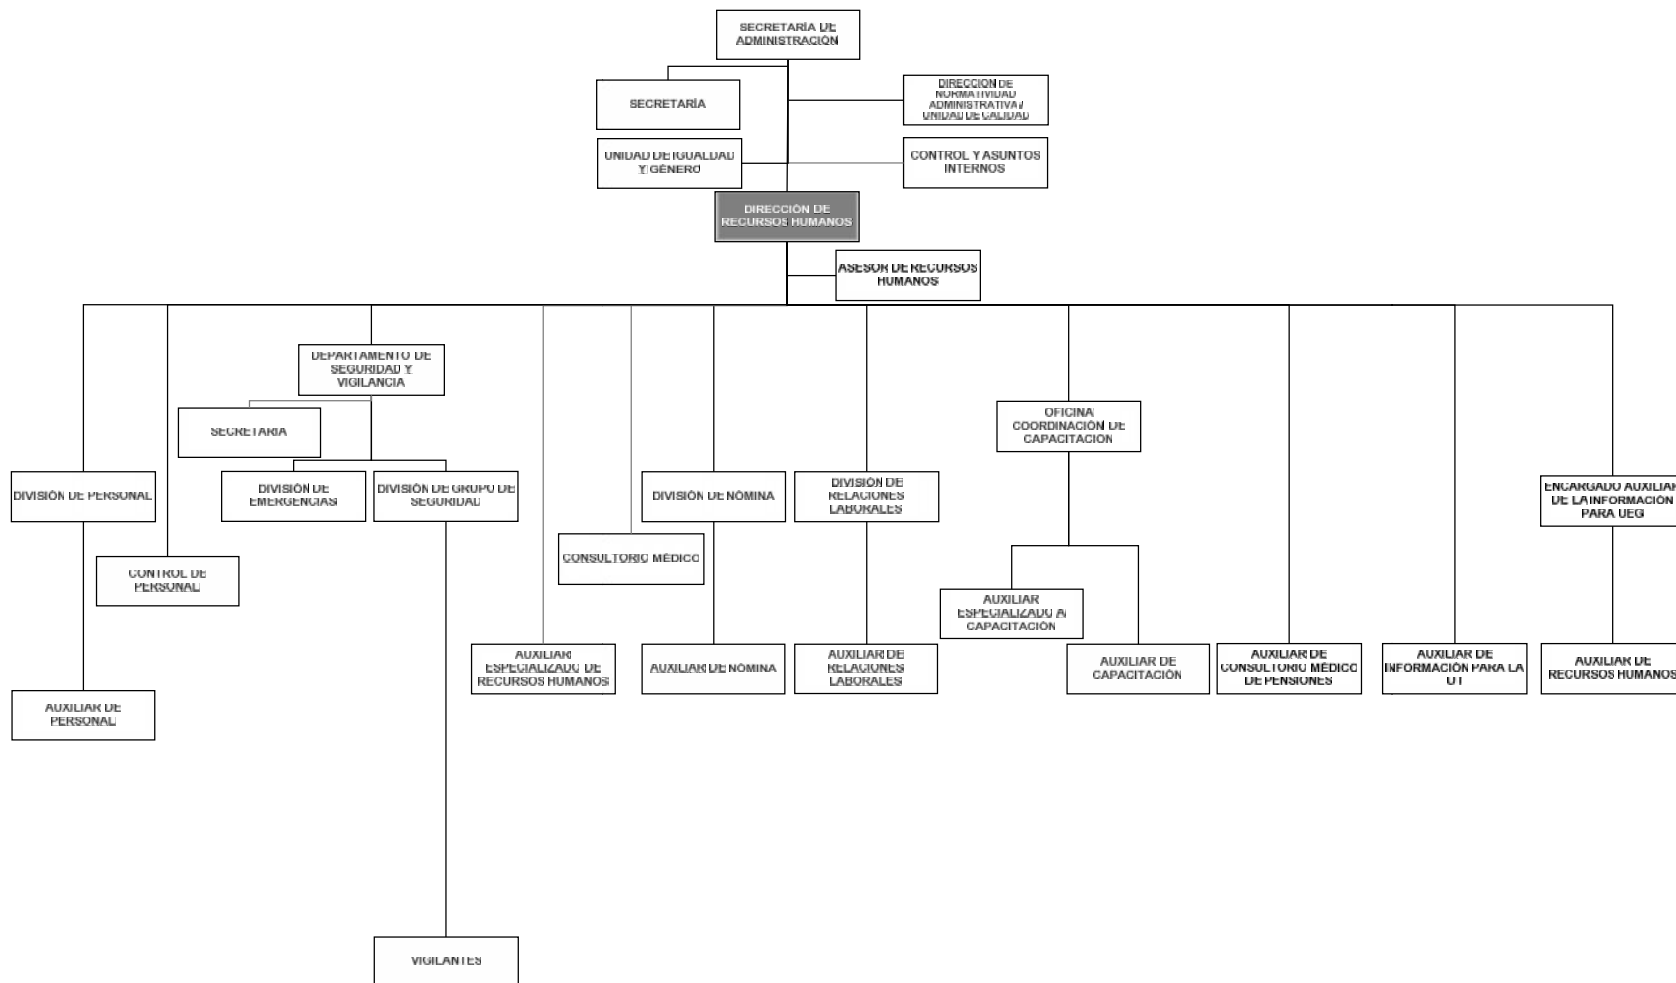 SECRETARÍA DE
ADMINISTRACIÓN
SECRETARÍA
DIRECCION DE
NORMATIVIDAD
ADMINISTRATIVA Y
UNIDAD DE CALIDAD
UNIDAD DE IGUALDAD
Y GÉNERO
CONTROL Y ASUNTOS
INTERNOS
DIRECCIÓN DE
RECURSOS HUMANOS
ASESOR DE RECURSOS
HUMANOS
DEPARTAMENTO DE
SEGURIDAD Y
VIGILANCIA
SECRETARIA
OFICINA
COORDINACIÓN DE
CAPACITACION
DIVISIÓN DE PERSONAL
DIVISIÓN DE
EMERGENCIAS
DIVISIÓN DE GRUPO DE
SEGURIDAD
DIVISIÓN DE NÓMINA
DIVISIÓN DE
RELACIONES
LABORALES
ENCARGADO AUXILIAR
DE LA INFORMACIÓN
PARA UEG
CONSULTORIO MÉDICO
CONTROL DE
PERSONAL
AUXILIAR
ESPECIALIZADO A
CAPACITACIÓN
AUXILIAR
ESPECIALIZADO DE
RECURSOS HUMANOS
AUXILIAR DE NÓMINA
AUXILIAR DE
RELACIONES
LABORALES
AUXILIAR DE
CAPACITACIÓN
AUXILIAR DE
CONSULTORIO MÉDICO
DE PENSIONES
AUXILIAR DE
INFORMACIÓN PARA LA
UT
AUXILIAR DE
RECURSOS HUMANOS
AUXILIAR DE
PERSONAL
VIGILANTES